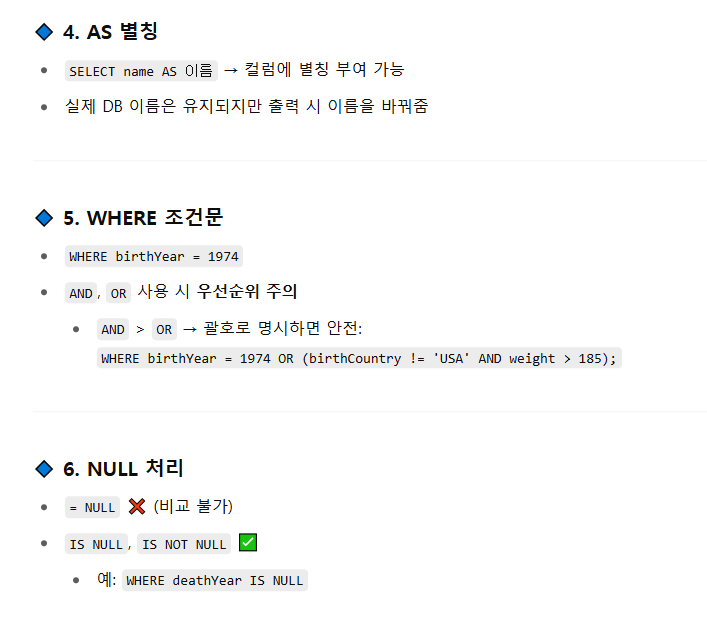 4. AS 별칭
SELECT name AS 이름 → 컬럼에 별칭 부여 가능
실제 DB 이름은 유지되지만 출력 시 이름을 바꿔줌
5. WHERE 조건문
WHERE birthYear = 1974
AND, OR 사용 시 우선순위 주의
AND > OR → 괄호로 명시하면 안전:
WHERE birthYear = 1974 OR (birthCountry != 'USA' AND weight > 185);
6. NULL 처리
= NULL ❌ (비교 불가)
IS NULL, IS NOT NULL ✅
예: WHERE deathYear IS NULL